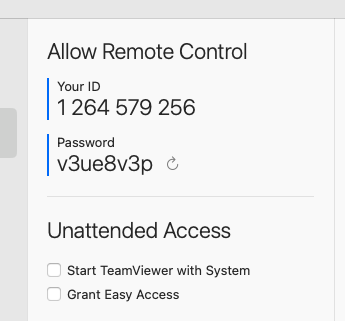 Allow Remote Control
Your ID
1 264 579 256
Password
v3ue8v3p
Unattended Access
Start TeamViewer with System
Grant Easy Access